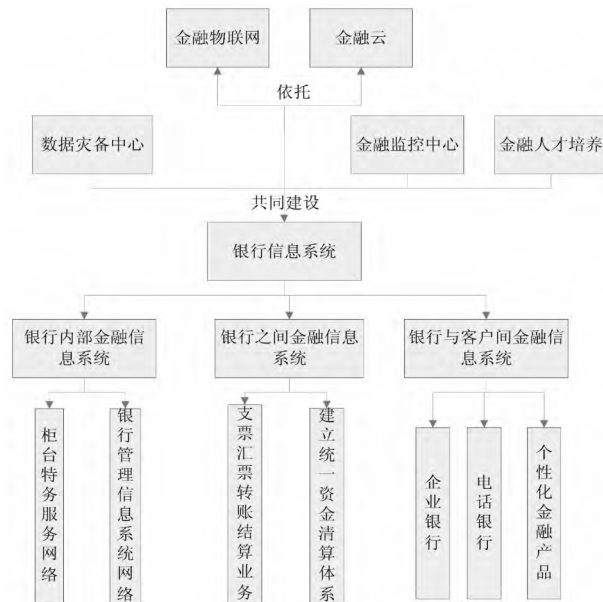 金融物联网
金融云
依托
数据灾备中心
金融监控中心
金融人才培养
共同建设
银行信息系统
银行内部金融信
息系统
银行之间金融信息
系统
银行与客户间金融信
息系统
柜台特务服务网络
银行管理信息系统网络
支票汇票转账结算业务
建立统一资金清算体系
企业银行
电话银行
个性化金融产品